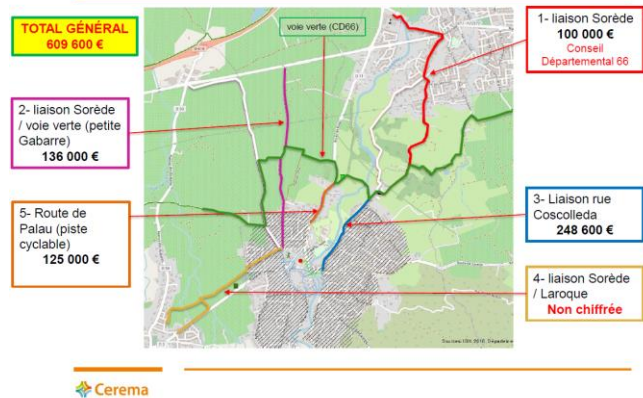 TOTAL GÉNÉRAL
609 600 €
voie verte (CD66)
1- liaison Sorède
100 000 €
Conseil
Départemental 66
2- liaison Sorède
/ voie verte (petite
Gabarre)
136 000 €
5- Route de
Palau (piste
cyclable)
125 000 €
3- Liaison rue
Coscolleda
248 600 €
4- liaison Sorède
/ Laroque
Non chiffrée
Cerema